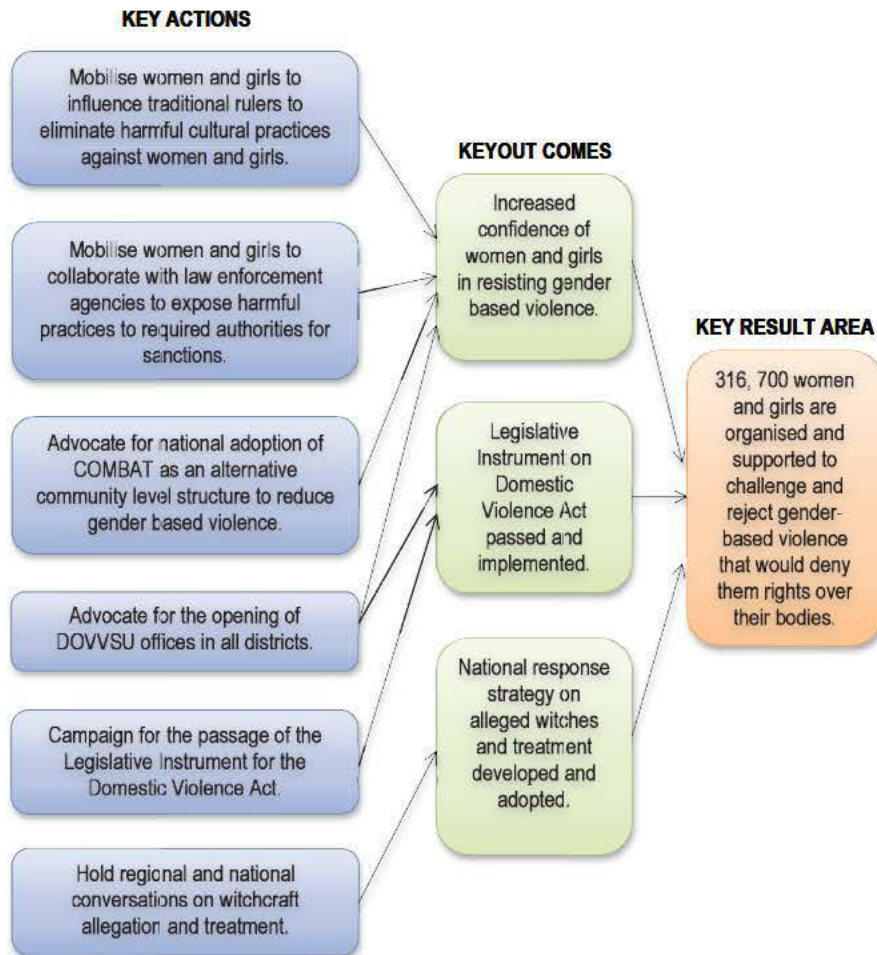 KEY ACTIONS
Mobilise women and girls to
influence traditional rulers to
eliminate harmful cultural practices
against women and girls.
Mobilise women and girls to
collaborate with law enforcement
agencies to expose harmful
practices to required authorities for
sanctions.
Advocate for national adoption of
COMBAT as an alternative
community level structure to reduce
gender based violence.
Advocate for the opening of
DOVVSU offices in all districts.
Campaign for the passage of the
Legislative Instrument for the
Domestic Violence Act.
Hold regional and national
conversations on witchcraft
allegation and treatment.
KEYOUT COMES
Increased
confidence of
women and girls
in resisting gender
based violence.
Legislative
Instrument on
Domestic
Violence Act
passed and
implemented.
National response
strategy on
alleged witches
and treatment
developed and
adopted.
KEY RESULT AREA
316, 700 women
and girls are
organised and
supported to
challenge and
reject gender-
based violence
that would deny
them rights over
their bodies.